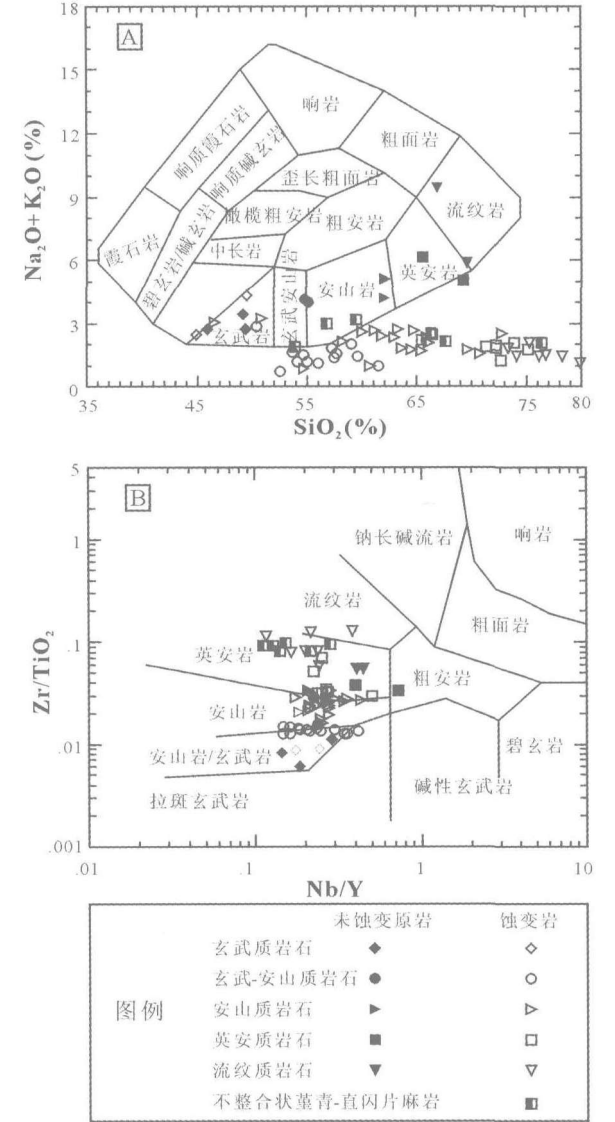 A
Na₂O+K₂O (%)
18
15
12
9
6
3
0
响岩
粗面岩
响质霞石岩
响质碱玄岩
歪长粗面岩
流纹岩
橄榄粗安岩
粗安岩
霞石岩
碧玄岩/碱玄岩
中长岩
玄武安山岩
安山岩
英安岩
玄武岩
35 45 55 65 75 80
SiO₂(%)
B
Zr/TiO₂
5
1
.1
.01
.001
钠长碱流岩
响岩
流纹岩
粗面岩
英安岩
粗安岩
安山岩
安山岩/玄武岩
碧玄岩
碱性玄武岩
拉斑玄武岩
.01 .1 1 10
Nb/Y
图例
未蚀变原岩 蚀变岩
玄武质岩石
玄武-安山质岩石
安山质岩石
英安质岩石
流纹质岩石
不整合状堇青-直闪片麻岩